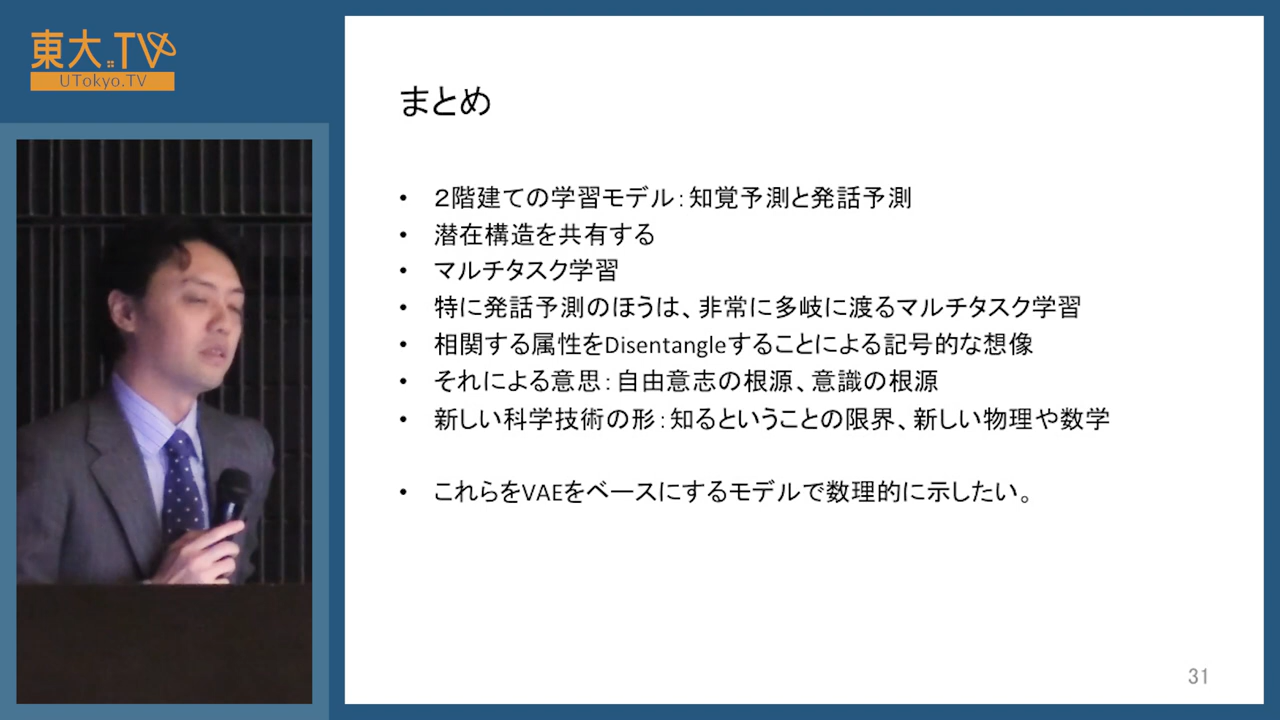 東大.TV
UTokyo.TV
まとめ
• 2階建ての学習モデル：知覚予測と発話予測
• 潜在構造を共有する
• マルチタスク学習
• 特に発話予測のほうは、非常に多岐に渡るマルチタスク学習
• 相関する属性をDisentangleすることによる記号的な想像
• それによる意思：自由意志の根源、意識の根源
• 新しい科学技術の形：知るということの限界、新しい物理や数学
• これらをVAEをベースにするモデルで数理的に示したい。
31